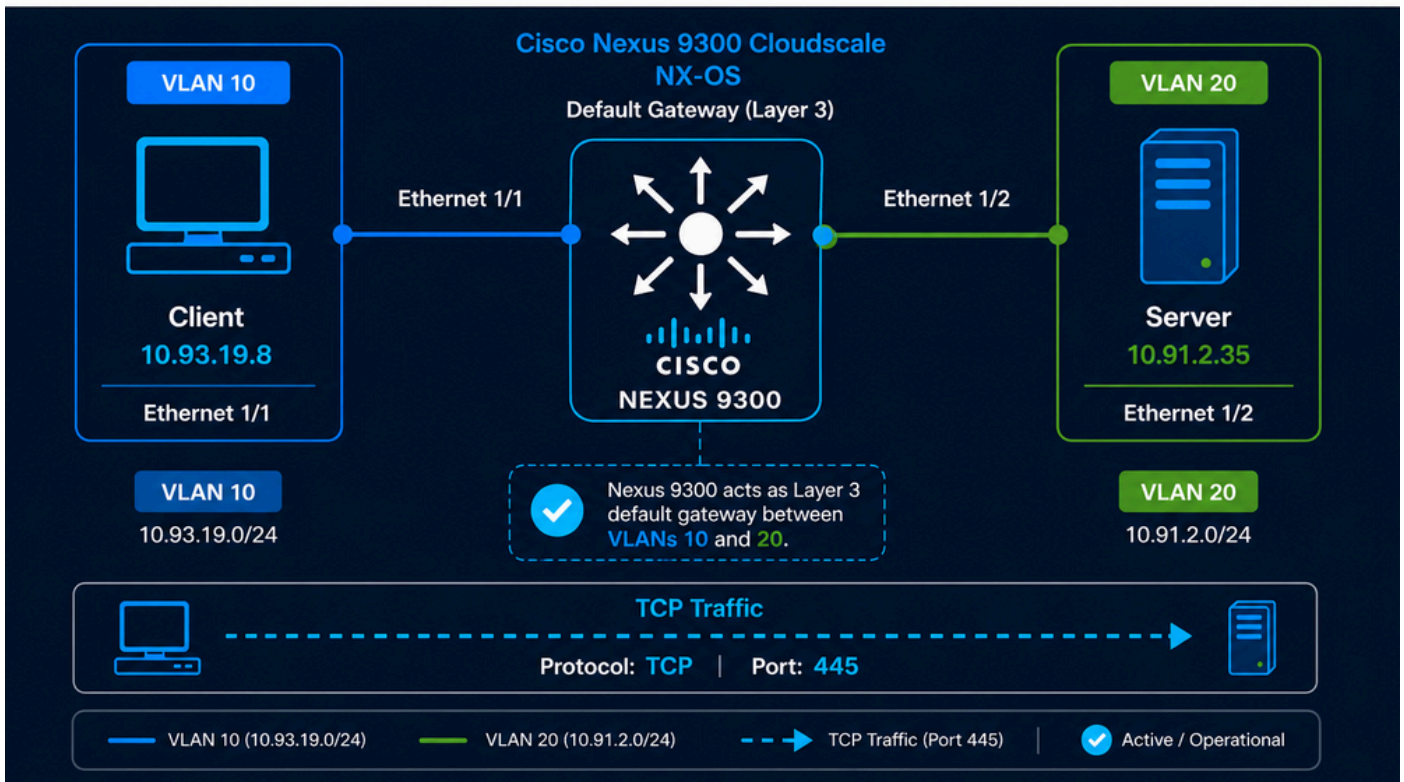 Cisco Nexus 9300 Cloudscale
NX-OS
Default Gateway (Layer 3)
VLAN 10
Client
10.93.19.8
Ethernet 1/1
VLAN 10
10.93.19.0/24
Ethernet 1/1
CISCO
NEXUS 9300
Ethernet 1/2
VLAN 20
Server
10.91.2.35
Ethernet 1/2
VLAN 20
10.91.2.0/24
Nexus 9300 acts as Layer 3
default gateway between
VLANs 10 and 20.
TCP Traffic
Protocol: TCP | Port: 445
VLAN 10 (10.93.19.0/24)
VLAN 20 (10.91.2.0/24)
TCP Traffic (Port 445)
Active / Operational